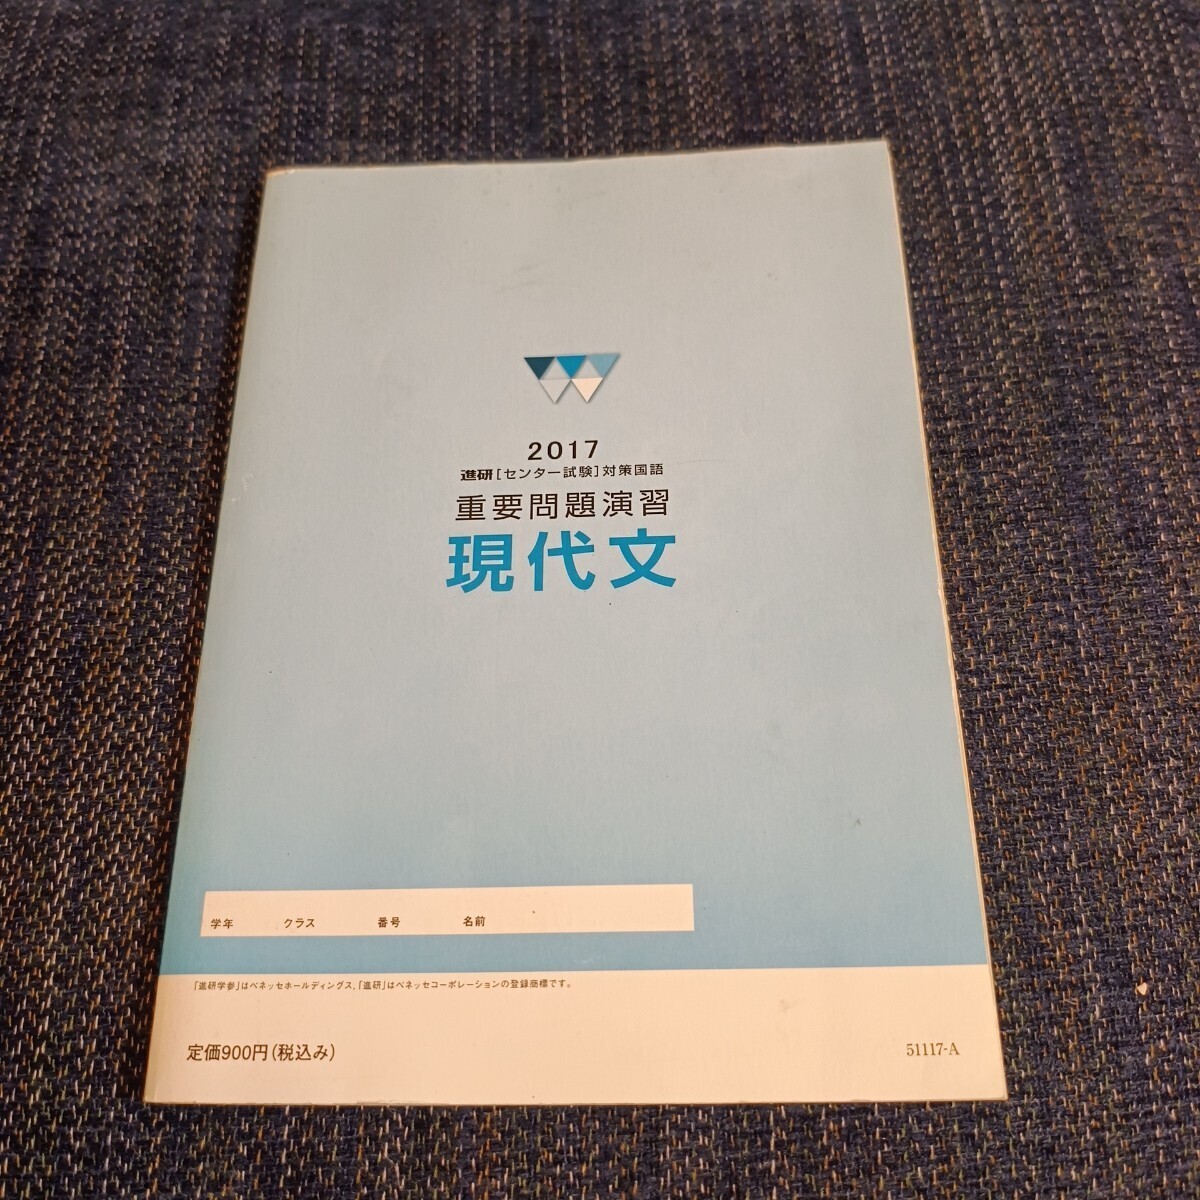 2017
進研［センター試験］対策国語
重要問題演習
現代文
学年　クラス　番号　名前
「進研学参」はベネッセホールディングス，「進研」はベネッセコーポレーションの登録商標です。
定価900円（税込み）
51117-A